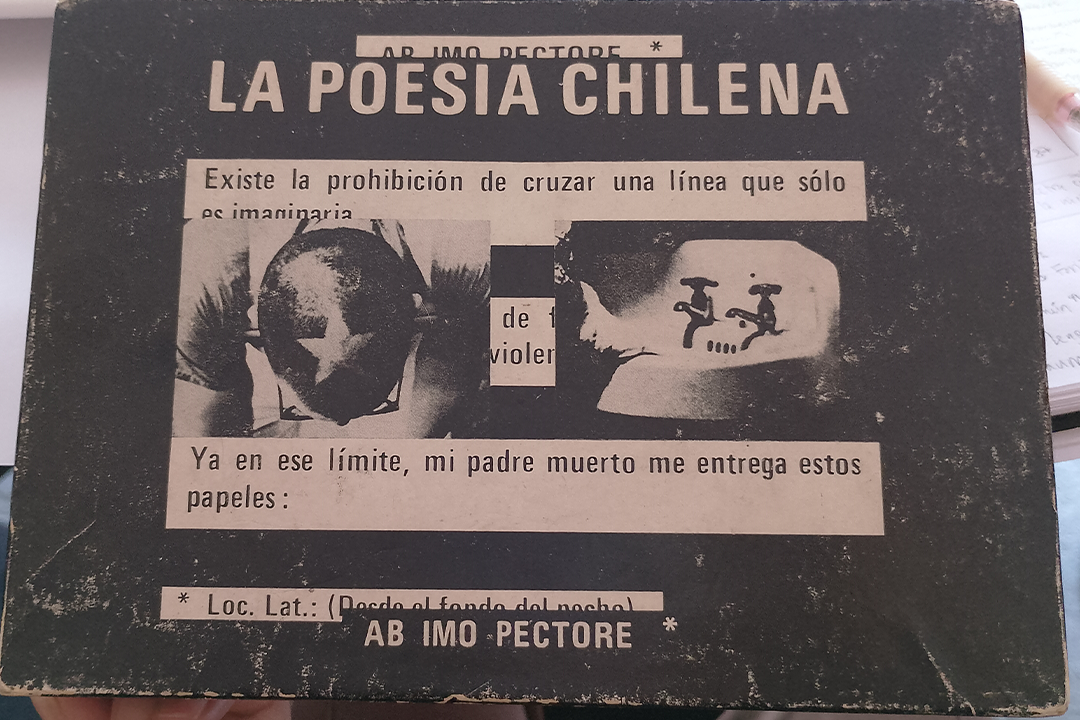 AB IMO PECTORE *
LA POESIA CHILENA
Existe la prohibición de cruzar una línea que sólo
es imaginaria
de
violen
Ya en ese límite, mi padre muerto me entrega estos
papeles:
* Loc. Lat.: (Desde el fondo del pecho)
AB IMO PECTORE *